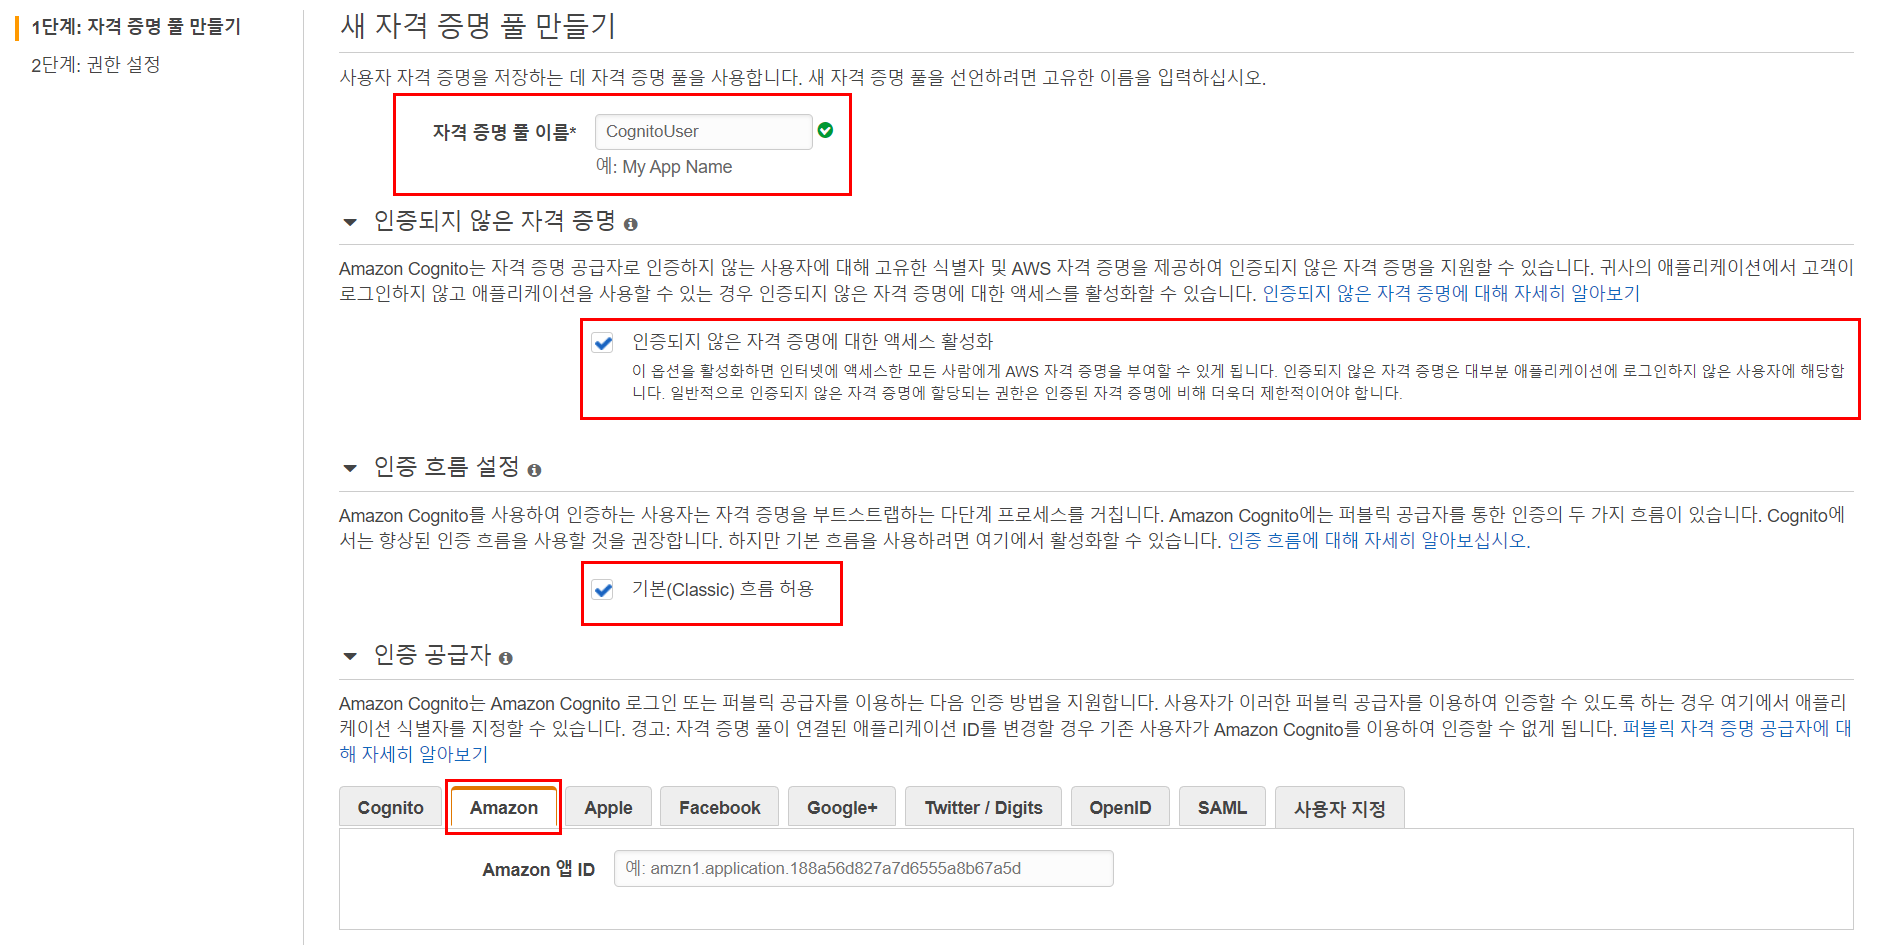 1단계: 자격 증명 풀 만들기
2단계: 권한 설정
새 자격 증명 풀 만들기
사용자 자격 증명을 저장하는 데 자격 증명 풀을 사용합니다. 새 자격 증명 풀을 선언하려면 고유한 이름을 입력하십시오.
자격 증명 풀 이름* CognitoUser
예: My App Name
인증되지 않은 자격 증명
Amazon Cognito는 자격 증명 공급자로 인증하지 않는 사용자에 대해 고유한 식별자 및 AWS 자격 증명을 제공하여 인증되지 않은 자격 증명을 지원할 수 있습니다. 귀사의 애플리케이션에서 고객이
로그인하지 않고 애플리케이션을 사용할 수 있는 경우 인증되지 않은 자격 증명에 대한 액세스를 활성화할 수 있습니다. 인증되지 않은 자격 증명에 대해 자세히 알아보기
인증되지 않은 자격 증명에 대한 액세스 활성화
이 옵션을 활성화하면 인터넷에 액세스한 모든 사람에게 AWS 자격 증명을 부여할 수 있게 됩니다. 인증되지 않은 자격 증명은 대부분 애플리케이션에 로그인하지 않은 사용자에 해당합
니다. 일반적으로 인증되지 않은 자격 증명에 할당되는 권한은 인증된 자격 증명에 비해 더욱더 제한적이어야 합니다.
인증 흐름 설정
Amazon Cognito를 사용하여 인증하는 사용자는 자격 증명을 부트스트랩하는 다단계 프로세스를 거칩니다. Amazon Cognito에는 퍼블릭 공급자를 통한 인증의 두 가지 흐름이 있습니다. Cognito에
서는 향상된 인증 흐름을 사용할 것을 권장합니다. 하지만 기본 흐름을 사용하려면 여기에서 활성화할 수 있습니다. 인증 흐름에 대해 자세히 알아보십시오.
기본(Classic) 흐름 허용
인증 공급자
Amazon Cognito는 Amazon Cognito 로그인 또는 퍼블릭 공급자를 이용하는 다음 인증 방법을 지원합니다. 사용자가 이러한 퍼블릭 공급자를 이용하여 인증할 수 있도록 하는 경우 여기에서 애플리
케이션 식별자를 지정할 수 있습니다. 경고: 자격 증명 풀이 연결된 애플리케이션 ID를 변경할 경우 기존 사용자가 Amazon Cognito를 이용하여 인증할 수 없게 됩니다. 퍼블릭 자격 증명 공급자에 대
해 자세히 알아보기
Cognito Amazon Apple Facebook Google+ Twitter / Digits OpenID SAML 사용자 지정
Amazon 앱 ID 예: amzn1.application.188a56d827a7d6555a8b67a5d